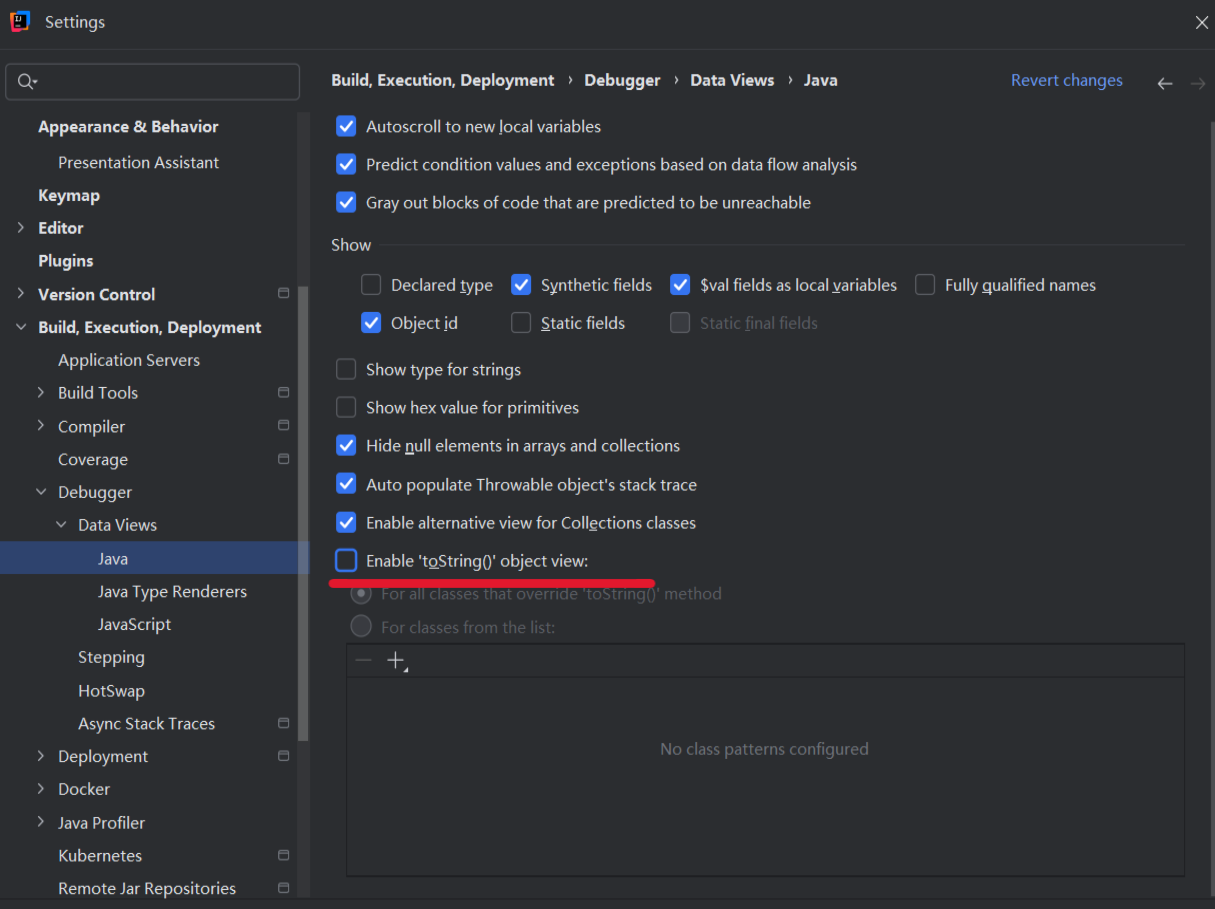 Settings
Build, Execution, Deployment › Debugger › Data Views › Java
Revert changes
Appearance & Behavior
Presentation Assistant
Keymap
Editor
Plugins
Version Control
Build, Execution, Deployment
Application Servers
Build Tools
Compiler
Coverage
Debugger
Data Views
Java
Java Type Renderers
JavaScript
Stepping
HotSwap
Async Stack Traces
Deployment
Docker
Java Profiler
Kubernetes
Remote Jar Repositories
Autoscroll to new local variables
Predict condition values and exceptions based on data flow analysis
Gray out blocks of code that are predicted to be unreachable
Show
Declared type Synthetic fields $val fields as local variables Fully qualified names
Object id Static fields Static final fields
Show type for strings
Show hex value for primitives
Hide null elements in arrays and collections
Auto populate Throwable object's stack trace
Enable alternative view for Collections classes
Enable 'toString()' object view:
For all classes that override 'toString()' method
For classes from the list:
No class patterns configured